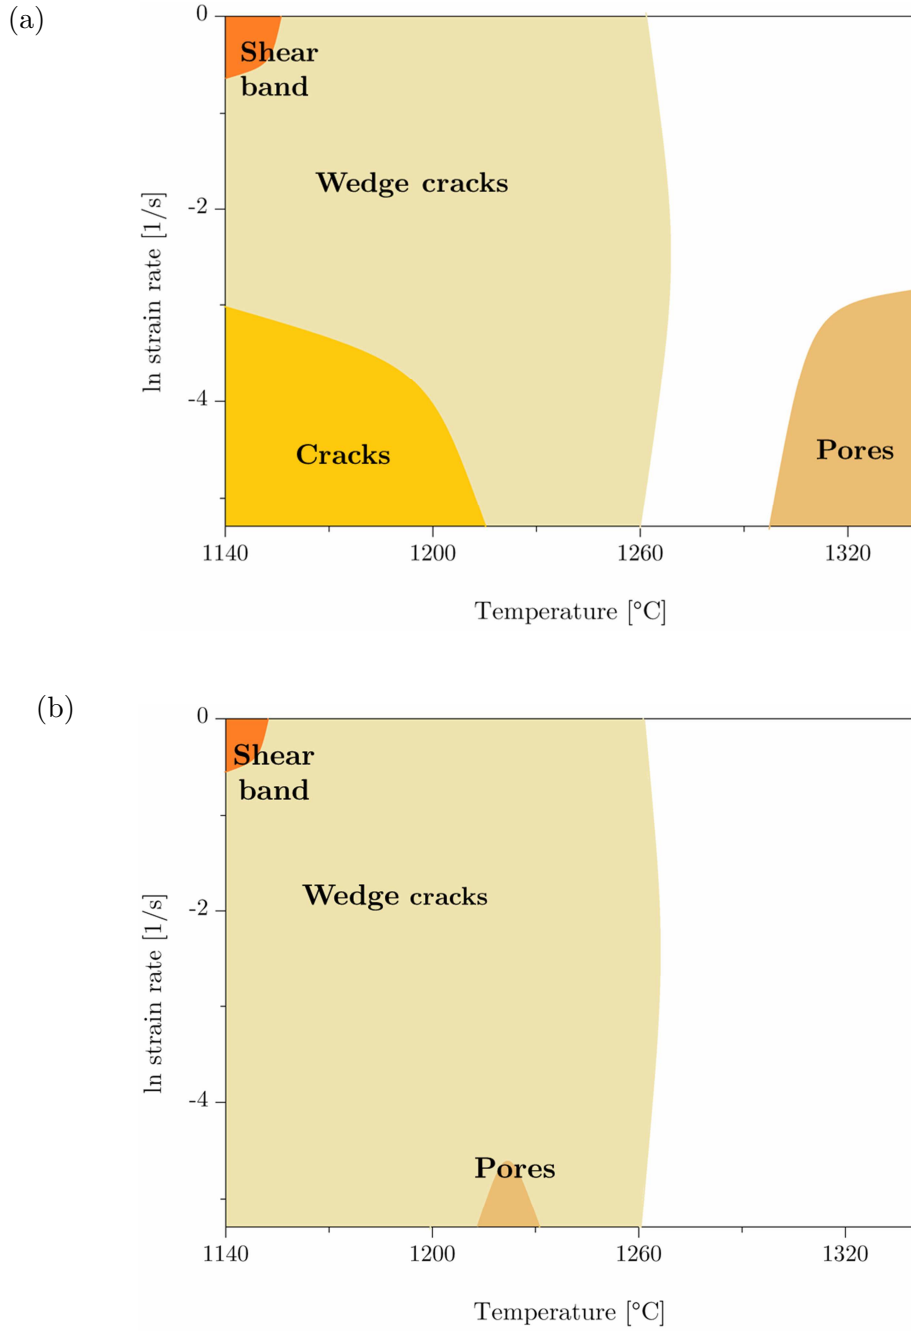 (a)
0
Shear
band
Wedge cracks
-2
ln strain rate [1/s]
-4
Cracks
Pores
1140 1200 1260 1320
Temperature [°C]
(b)
0
Shear
band
Wedge cracks
-2
ln strain rate [1/s]
-4
Pores
1140 1200 1260 1320
Temperature [°C]